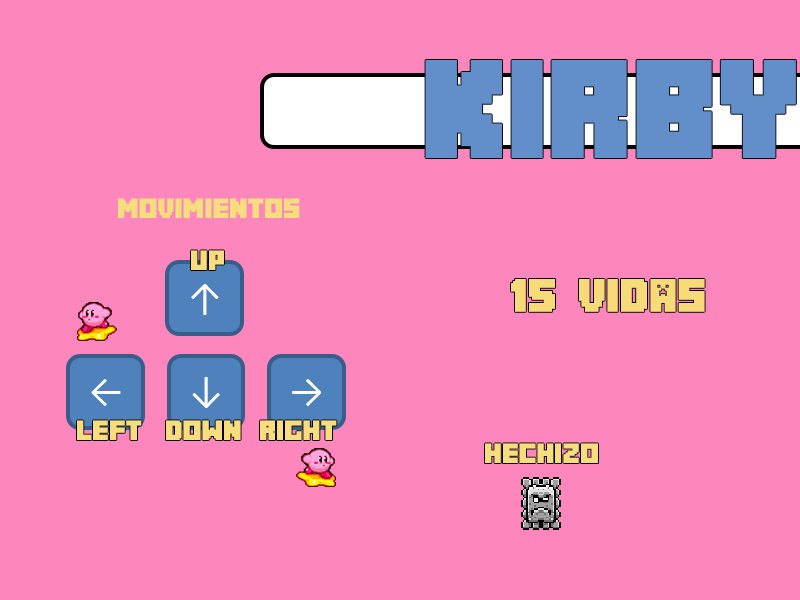 KIRBY
MOVIMIENTOS
UP
15 VIDAS
LEFT DOWN RIGHT
HECHIZO